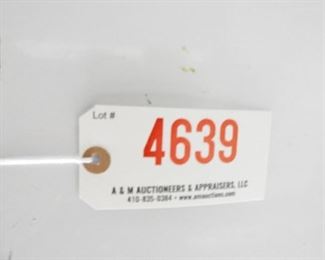 Lot #
4639
A & M AUCTIONEERS & APPRAISERS, LLC
410-835-0384 • www.amauctions.com